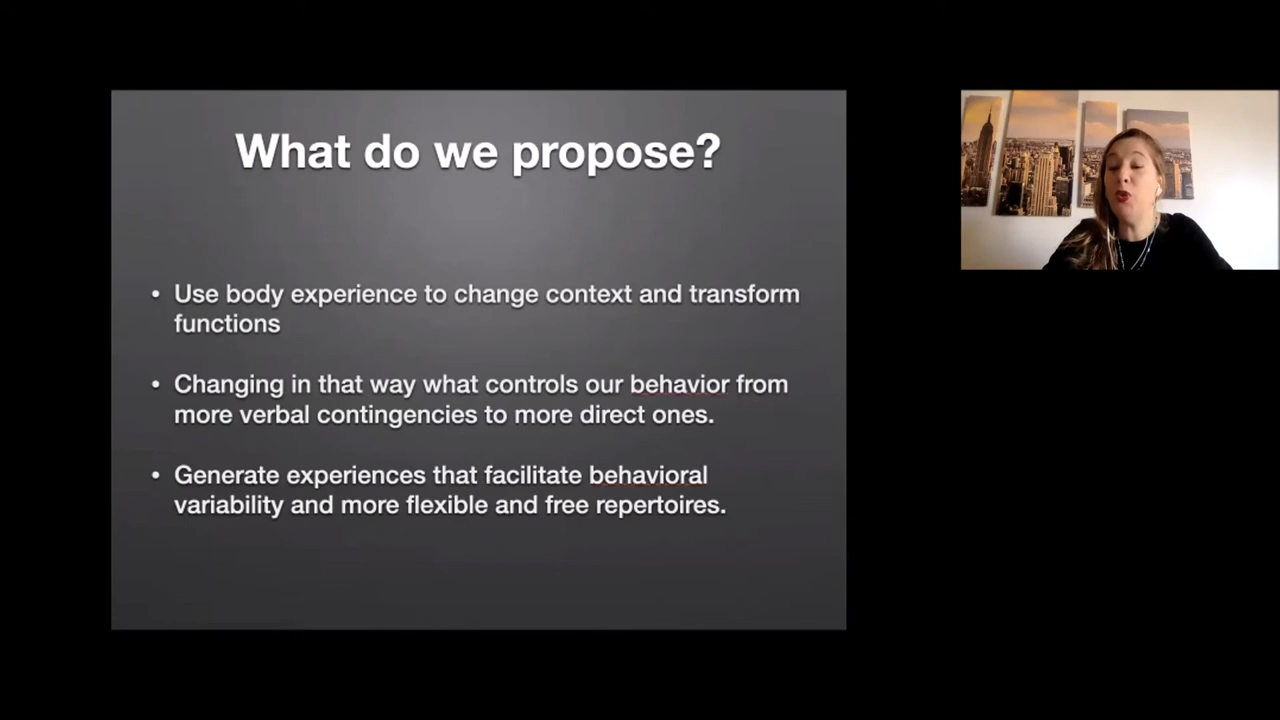 What do we propose?
• Use body experience to change context and transform
functions
• Changing in that way what controls our behavior from
more verbal contingencies to more direct ones.
• Generate experiences that facilitate behavioral
variability and more flexible and free repertoires.